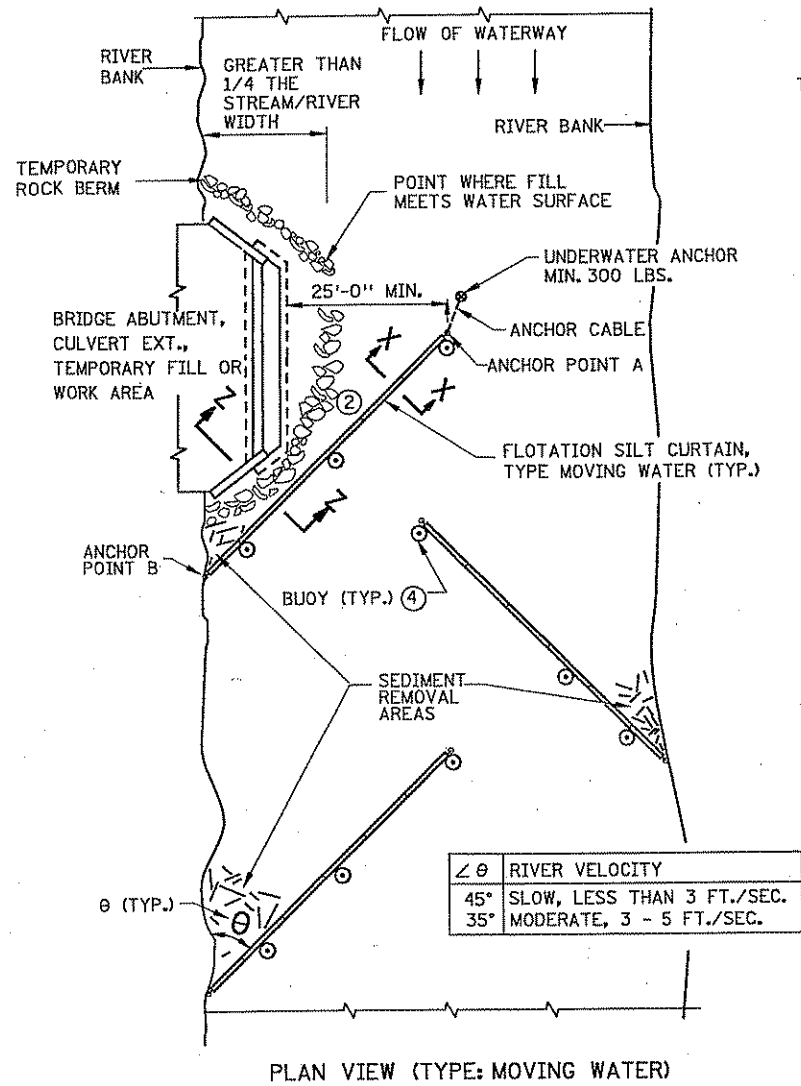 FLOW OF WATERWAY
RIVER
BANK
GREATER THAN
1/4 THE
STREAM/RIVER
WIDTH
RIVER BANK
TEMPORARY
ROCK BERM
POINT WHERE FILL
MEETS WATER SURFACE
UNDERWATER ANCHOR
MIN. 300 LBS.
25'-0" MIN.
ANCHOR CABLE
BRIDGE ABUTMENT,
CULVERT EXT.,
TEMPORARY FILL OR
WORK AREA
X
ANCHOR POINT A
X
Z
2
FLOTATION SILT CURTAIN,
TYPE MOVING WATER (TYP.)
Z
ANCHOR
POINT B
BUOY (TYP.) 4
SEDIMENT
REMOVAL
AREAS
∠ θ RIVER VELOCITY
45° SLOW, LESS THAN 3 FT./SEC.
35° MODERATE, 3 - 5 FT./SEC.
θ (TYP.)
θ
PLAN VIEW (TYPE: MOVING WATER)